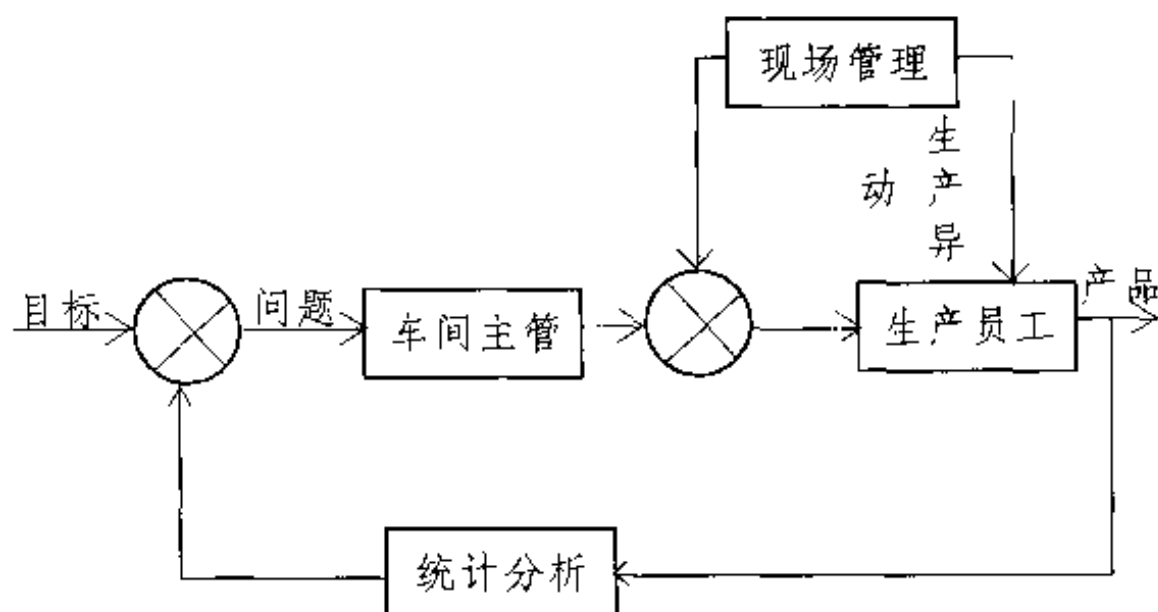 现场管理
生产异
动
目标
问题
车间主管
生产员工
产品
统计分析